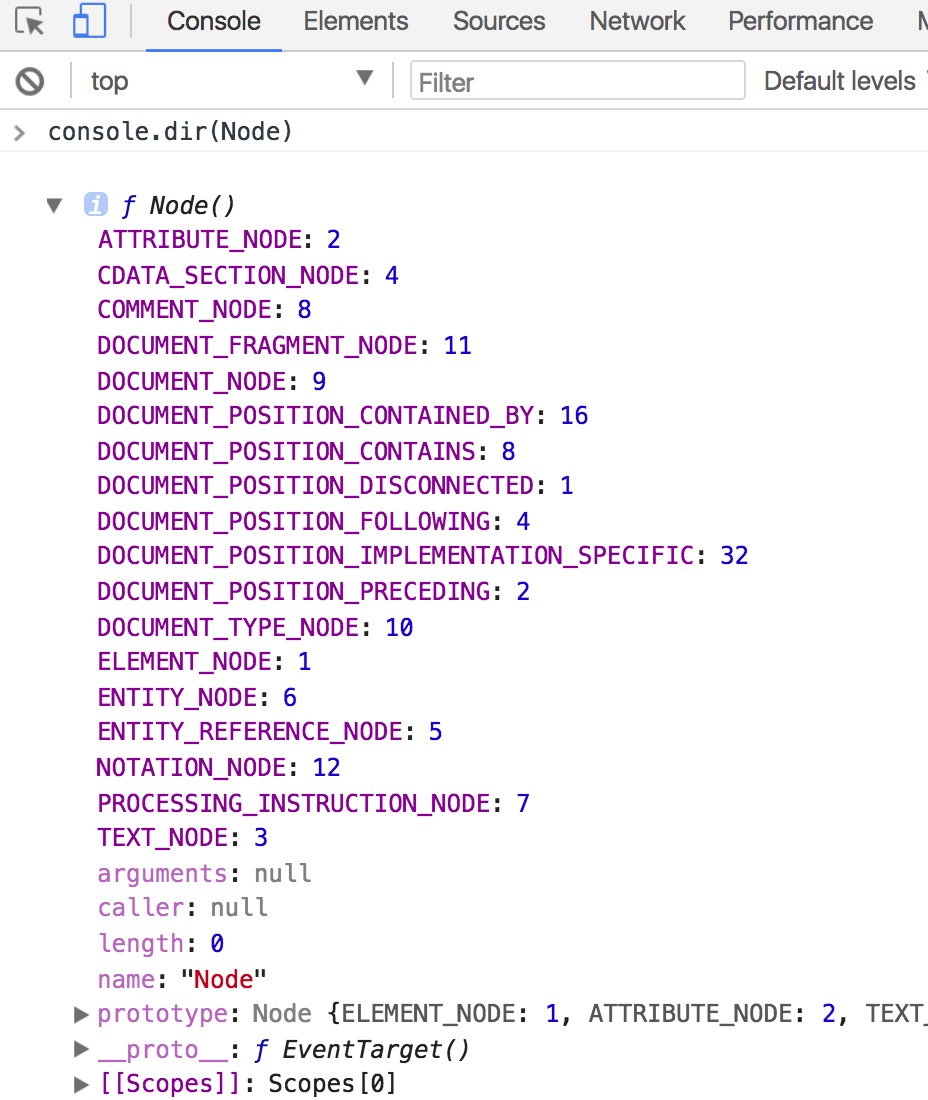 Console Elements Sources Network Performance
top Filter Default levels
> console.dir(Node)
i ƒ Node()
ATTRIBUTE_NODE: 2
CDATA_SECTION_NODE: 4
COMMENT_NODE: 8
DOCUMENT_FRAGMENT_NODE: 11
DOCUMENT_NODE: 9
DOCUMENT_POSITION_CONTAINED_BY: 16
DOCUMENT_POSITION_CONTAINS: 8
DOCUMENT_POSITION_DISCONNECTED: 1
DOCUMENT_POSITION_FOLLOWING: 4
DOCUMENT_POSITION_IMPLEMENTATION_SPECIFIC: 32
DOCUMENT_POSITION_PRECEDING: 2
DOCUMENT_TYPE_NODE: 10
ELEMENT_NODE: 1
ENTITY_NODE: 6
ENTITY_REFERENCE_NODE: 5
NOTATION_NODE: 12
PROCESSING_INSTRUCTION_NODE: 7
TEXT_NODE: 3
arguments: null
caller: null
length: 0
name: "Node"
prototype: Node {ELEMENT_NODE: 1, ATTRIBUTE_NODE: 2, TEXT_
__proto__: ƒ EventTarget()
[[Scopes]]: Scopes[0]